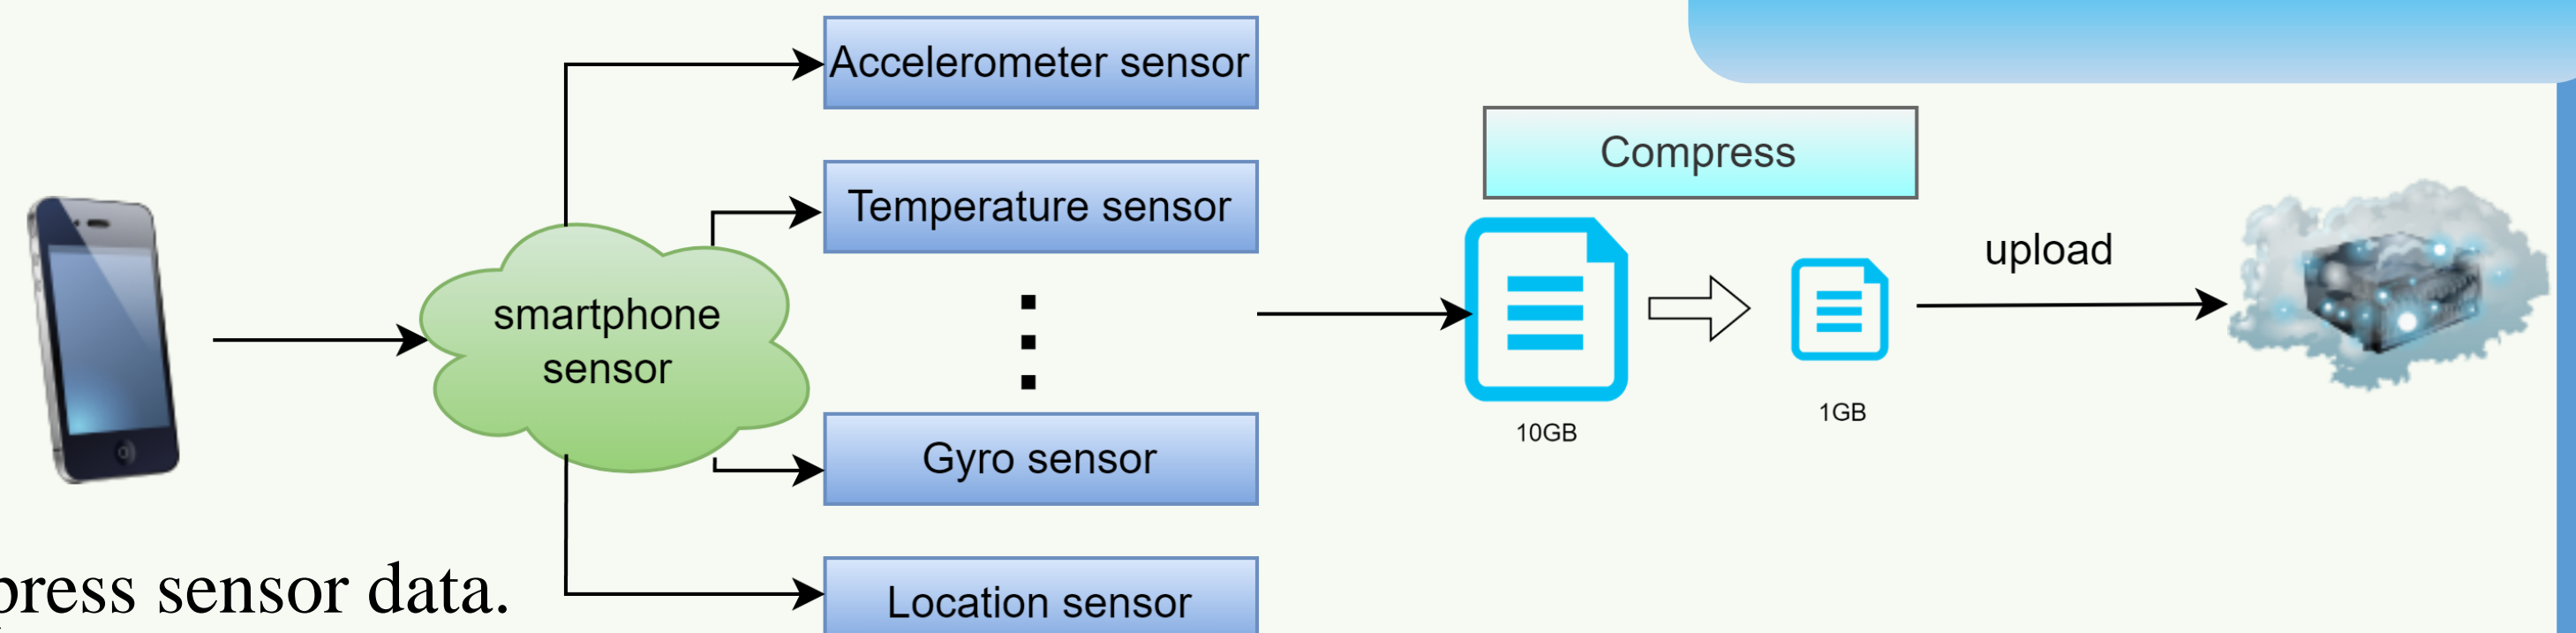 Accelerometer sensor
Temperature sensor
smartphone
sensor
Gyro sensor
Location sensor
Compress
10GB
1GB
upload
press sensor data.